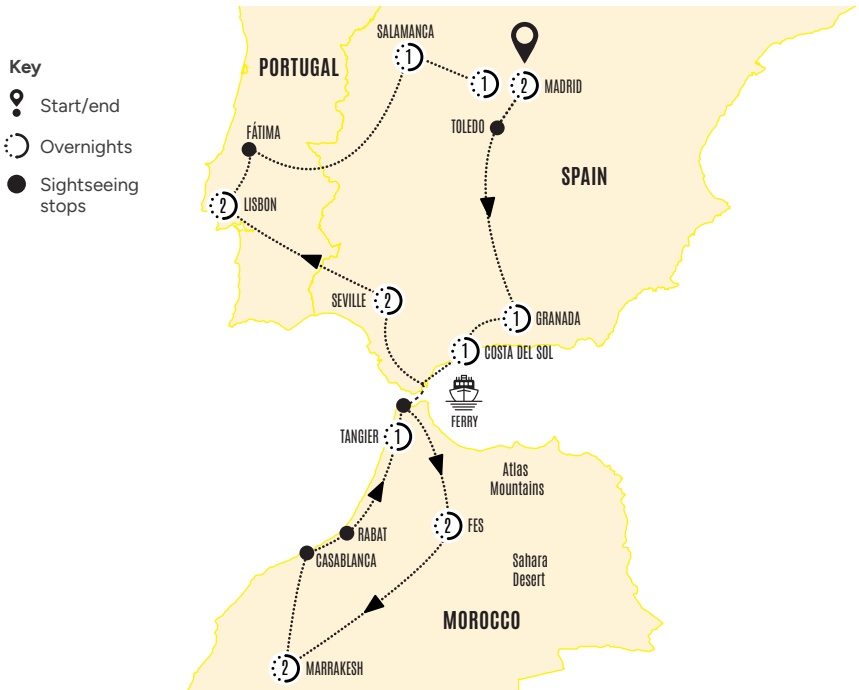 Key
Start/end
Overnights
Sightseeing
stops
SALAMANCA
1
PORTUGAL
1
2
MADRID
TOLEDO
FÁTIMA
SPAIN
2
LISBON
SEVILLE
2
1
GRANADA
1
COSTA DEL SOL
FERRY
TANGIER
1
Atlas
Mountains
2
FES
RABAT
CASABLANCA
Sahara
Desert
MOROCCO
2
MARRAKESH